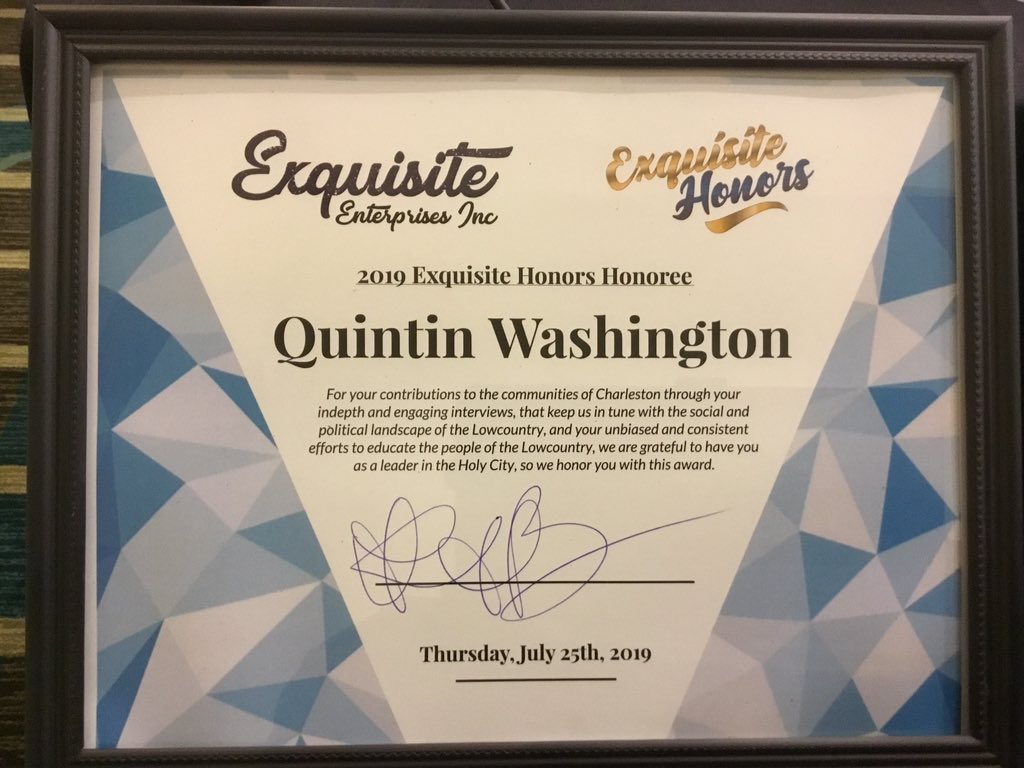 Exquisite
Enterprises Inc
Exquisite
Honors
2019 Exquisite Honors Honoree
Quintin Washington
For your contributions to the communities of Charleston through your
indepth and engaging interviews, that keep us in tune with the social and
political landscape of the Lowcountry, and your unbiased and consistent
efforts to educate the people of the Lowcountry, we are grateful to have you
as a leader in the Holy City, so we honor you with this award.
Thursday, July 25th, 2019